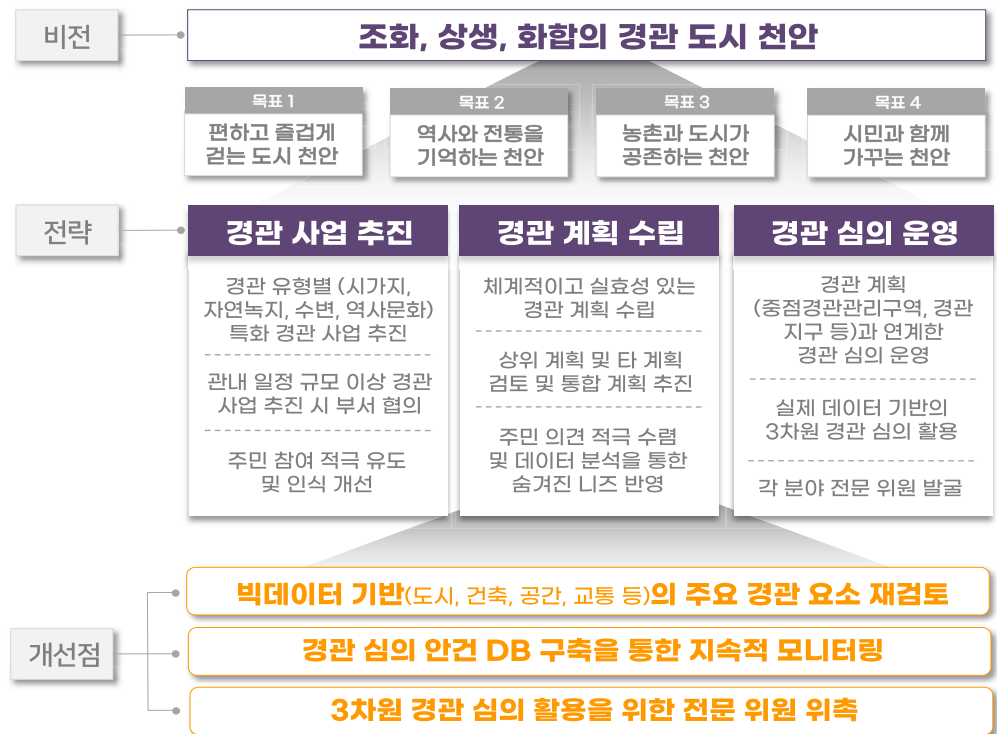 비전
조화, 상생, 화합의 경관 도시 천안
목표 1
편하고 즐겁게
걷는 도시 천안
목표 2
역사와 전통을
기억하는 천안
목표 3
농촌과 도시가
공존하는 천안
목표 4
시민과 함께
가꾸는 천안
전략
경관 사업 추진
경관 유형별 (시가지,
자연녹지, 수변, 역사문화)
특화 경관 사업 추진
관내 일정 규모 이상 경관
사업 추진 시 부서 협의
주민 참여 적극 유도
및 인식 개선
경관 계획 수립
체계적이고 실효성 있는
경관 계획 수립
상위 계획 및 타 계획
검토 및 통합 계획 추진
주민 의견 적극 수렴
및 데이터 분석을 통한
숨겨진 니즈 반영
경관 심의 운영
경관 계획
(중점경관관리구역, 경관
지구 등)과 연계한
경관 심의 운영
실제 데이터 기반의
3차원 경관 심의 활용
각 분야 전문 위원 발굴
개선점
빅데이터 기반(도시, 건축, 공간, 교통 등)의 주요 경관 요소 재검토
경관 심의 안건 DB 구축을 통한 지속적 모니터링
3차원 경관 심의 활용을 위한 전문 위원 위촉